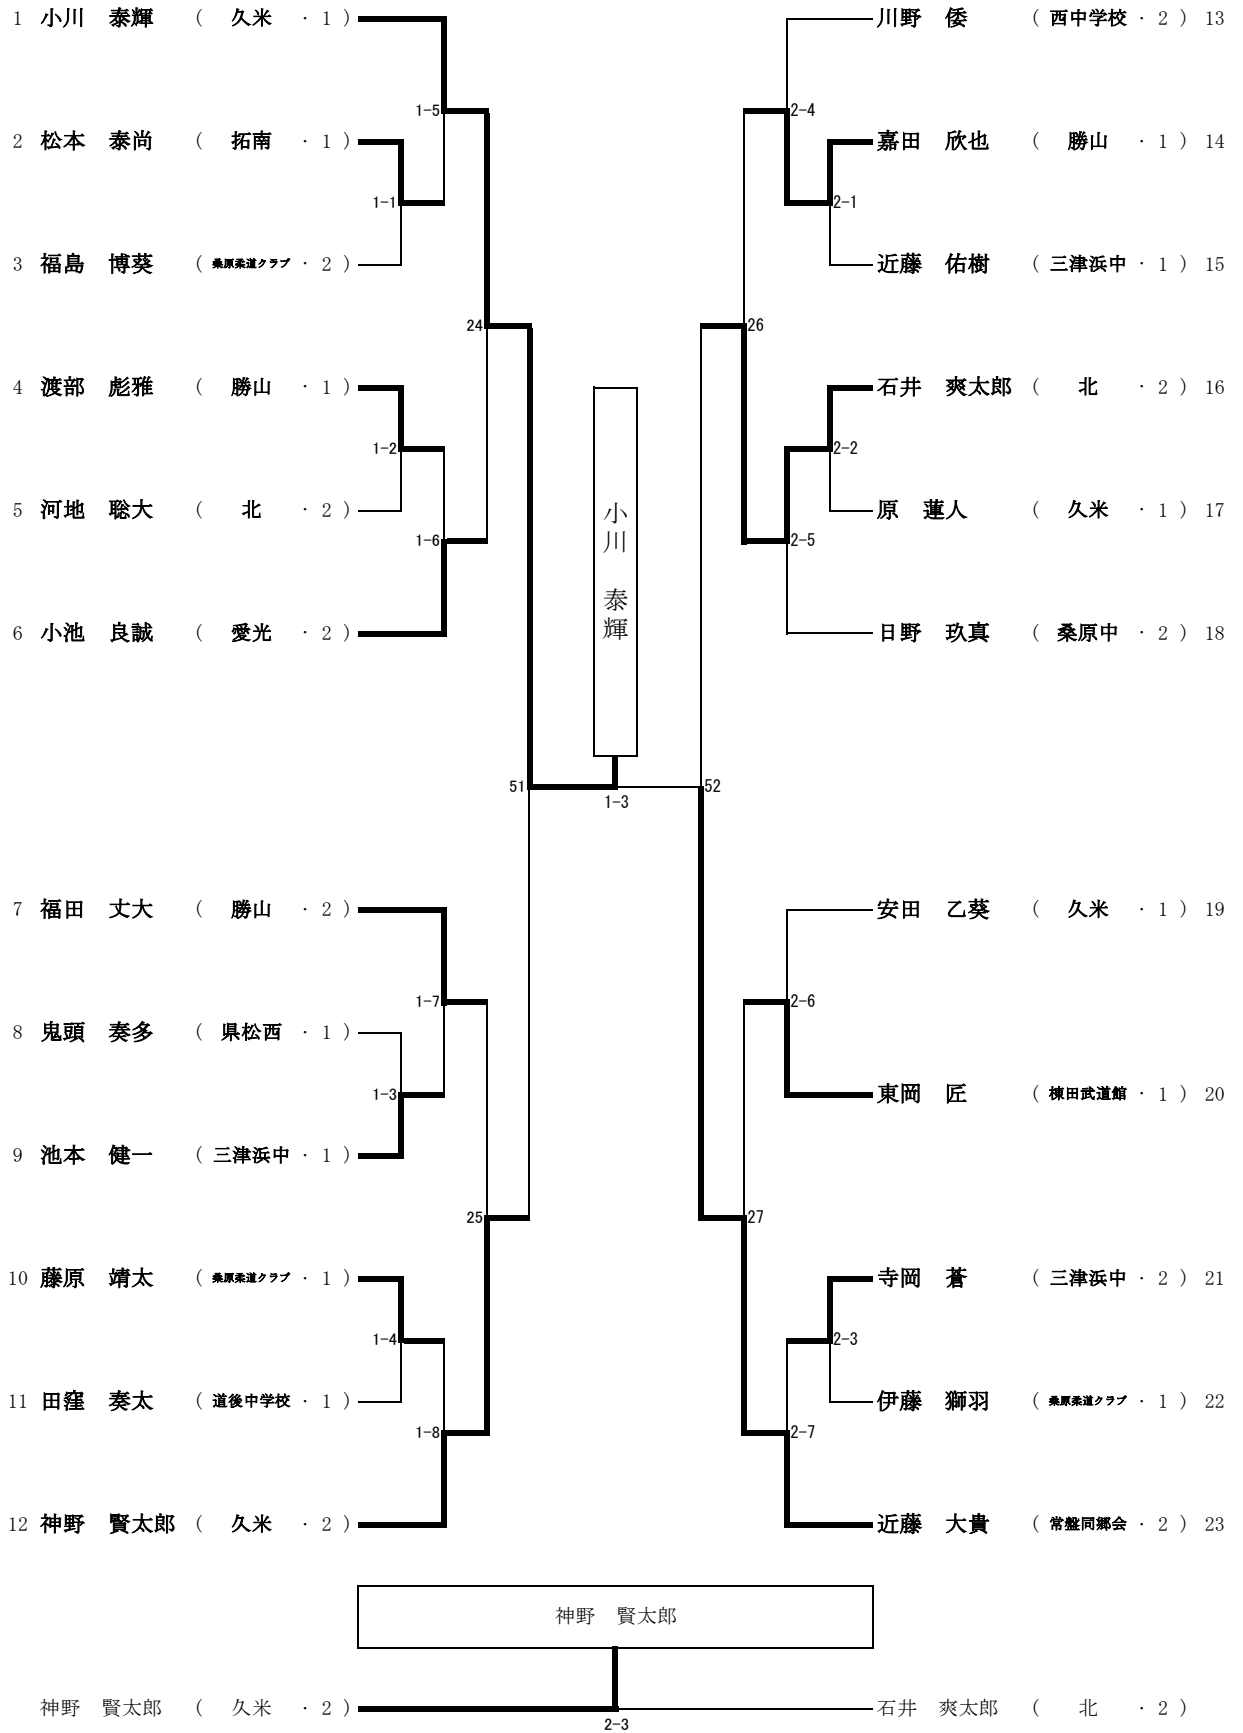 1 小川　泰輝 （ 久米 ・ 1 ） 川野　倭 （ 西中学校 ・ 2 ） 13
1-5 2-4
2 松本　泰尚 （ 拓南 ・ 1 ） 嘉田　欣也 （ 勝山 ・ 1 ） 14
1-1 2-1
3 福島　博葵 （ 桑原柔道クラブ ・ 2 ） 近藤　佑樹 （ 三津浜中 ・ 1 ） 15
24 26
4 渡部　彪雅 （ 勝山 ・ 1 ） 石井　爽太郎 （ 北 ・ 2 ） 16
1-2 2-2
5 河地　聡大 （ 北 ・ 2 ） 原　蓮人 （ 久米 ・ 1 ） 17
小川　泰輝
1-6 2-5
6 小池　良誠 （ 愛光 ・ 2 ） 日野　玖真 （ 桑原中 ・ 2 ） 18
51 52
1-3
7 福田　丈大 （ 勝山 ・ 2 ） 安田　乙葵 （ 久米 ・ 1 ） 19
1-7 2-6
8 鬼頭　奏多 （ 県松西 ・ 1 ）
1-3 東岡　匠 （ 棟田武道館 ・ 1 ） 20
9 池本　健一 （ 三津浜中 ・ 1 ）
25 27
10 藤原　靖太 （ 桑原柔道クラブ ・ 1 ） 寺岡　蒼 （ 三津浜中 ・ 2 ） 21
1-4 2-3
11 田窪　奏太 （ 道後中学校 ・ 1 ） 伊藤　獅羽 （ 桑原柔道クラブ ・ 1 ） 22
1-8 2-7
12 神野　賢太郎 （ 久米 ・ 2 ） 近藤　大貴 （ 常盤同郷会 ・ 2 ） 23
神野　賢太郎
神野　賢太郎 （ 久米 ・ 2 ） 石井　爽太郎 （ 北 ・ 2 ）
2-3